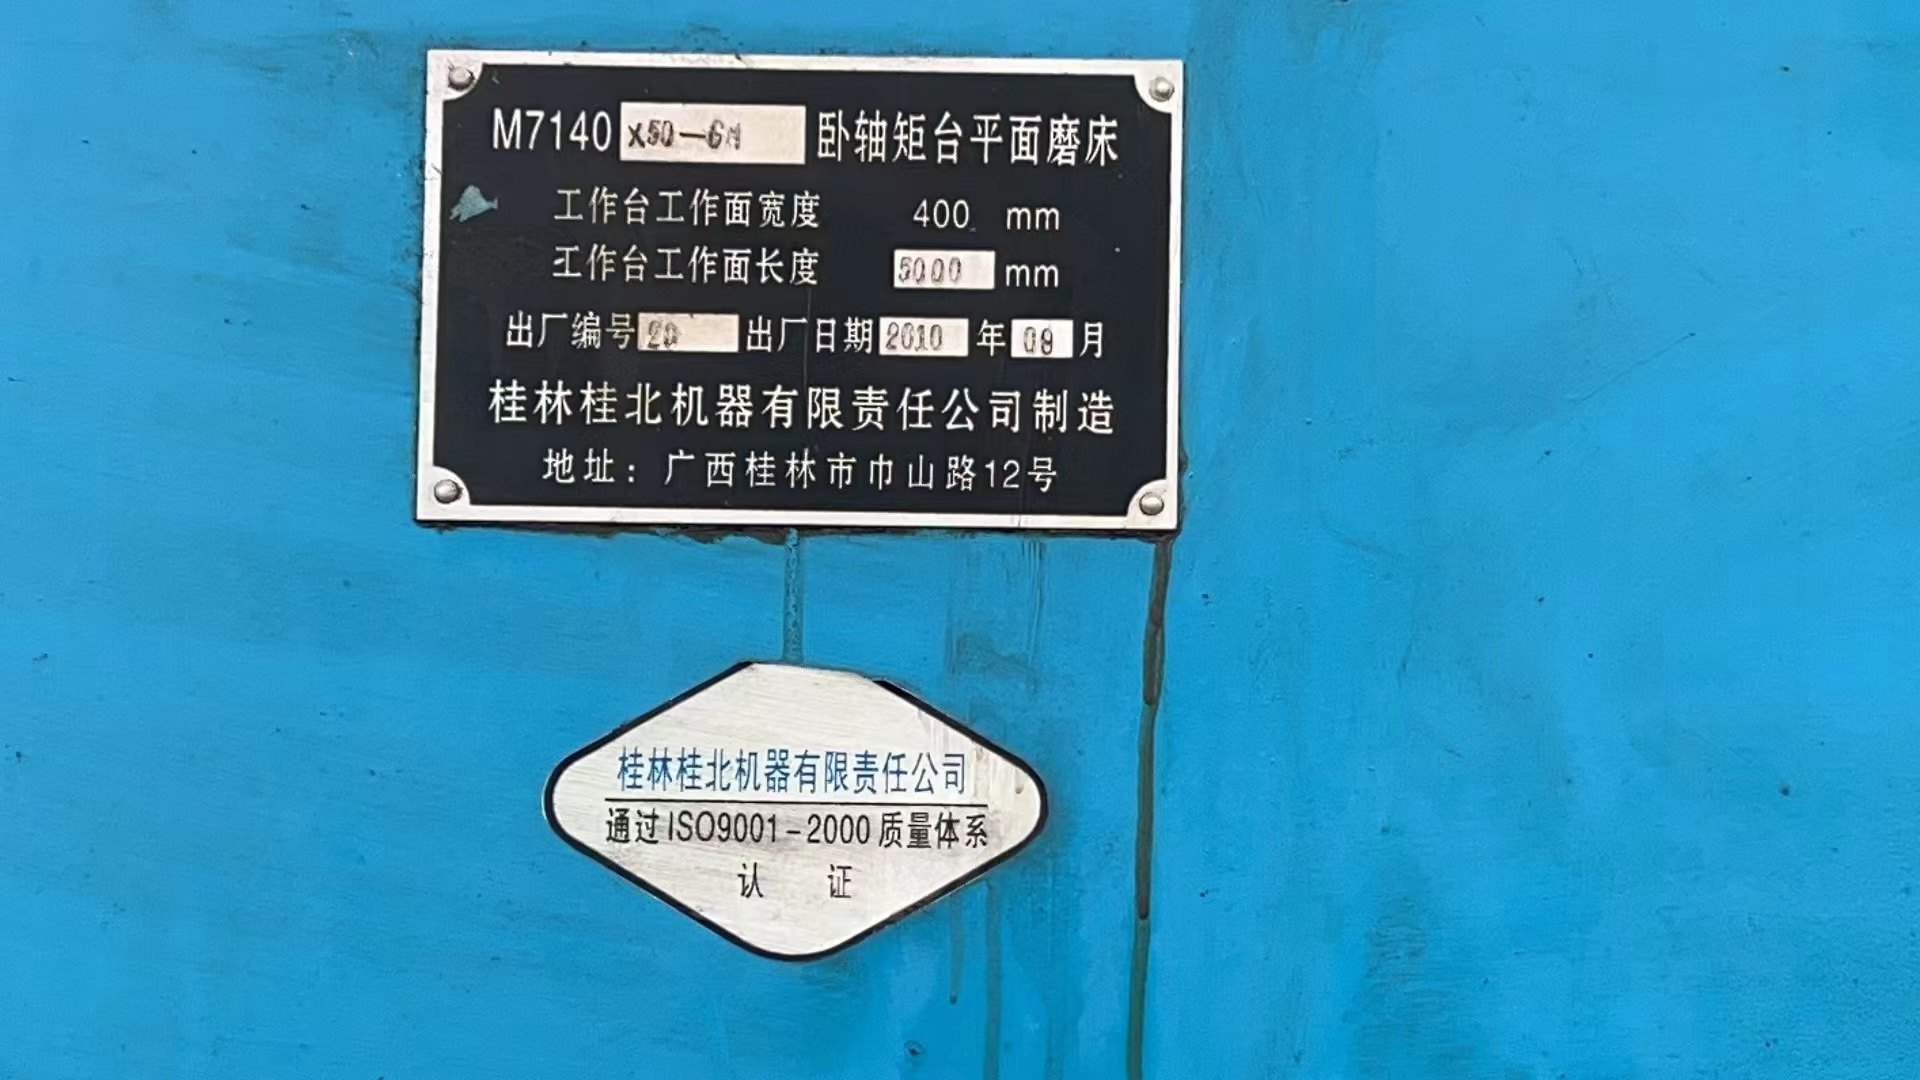 M7140 X50-GM 卧轴矩台平面磨床
工作台工作面宽度 400 mm
工作台工作面长度 5000 mm
出厂编号 20 出厂日期 2010 年 09 月
桂林桂北机器有限责任公司制造
地址：广西桂林市巾山路12号
桂林桂北机器有限责任公司
通过ISO9001-2000质量体系
认 证